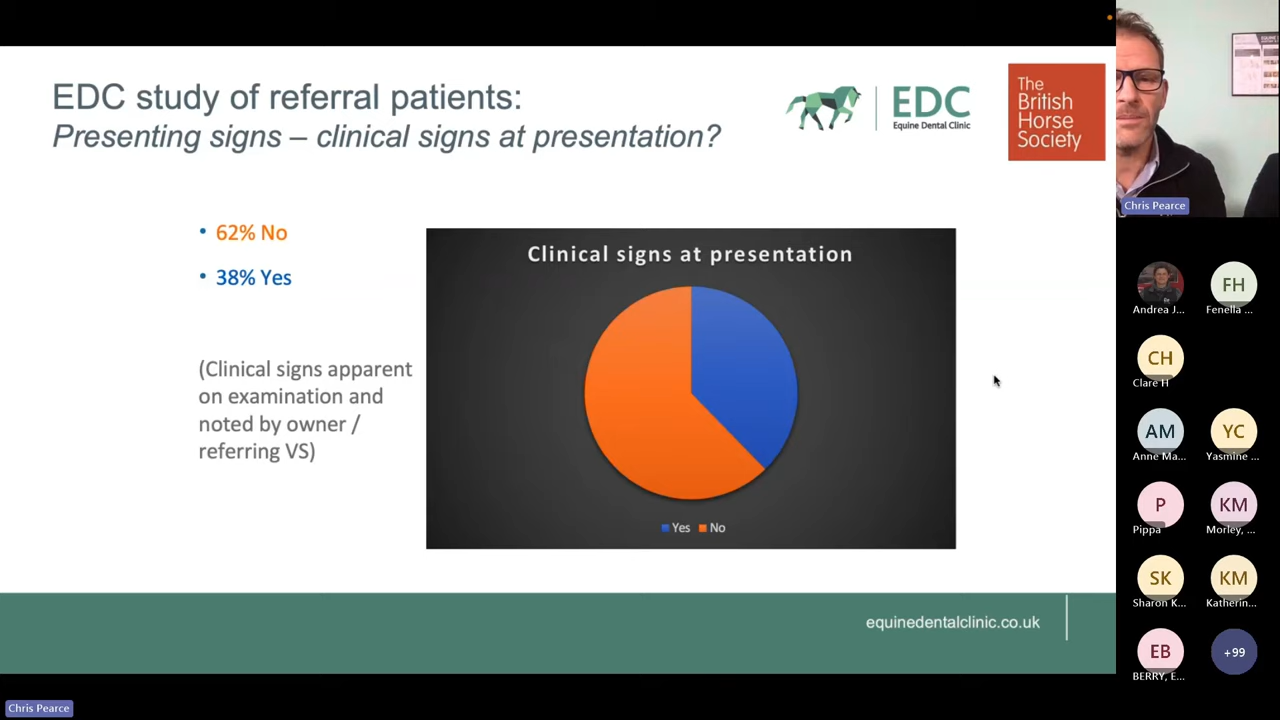 EDC study of referral patients:
Presenting signs – clinical signs at presentation?
EDC
Equine Dental Clinic
The
British
Horse
Society
• 62% No
• 38% Yes
(Clinical signs apparent
on examination and
noted by owner /
referring VS)
Clinical signs at presentation
Yes No
equinedentalclinic.co.uk
Chris Pearce
Andrea J...
FH
Fenella ...
CH
Clare H
AM
Anne Ma...
YC
Yasmine ...
P
Pippa
KM
Morley, ...
SK
Sharon K...
KM
Katherin...
EB
BERRY, E...
+99
Chris Pearce